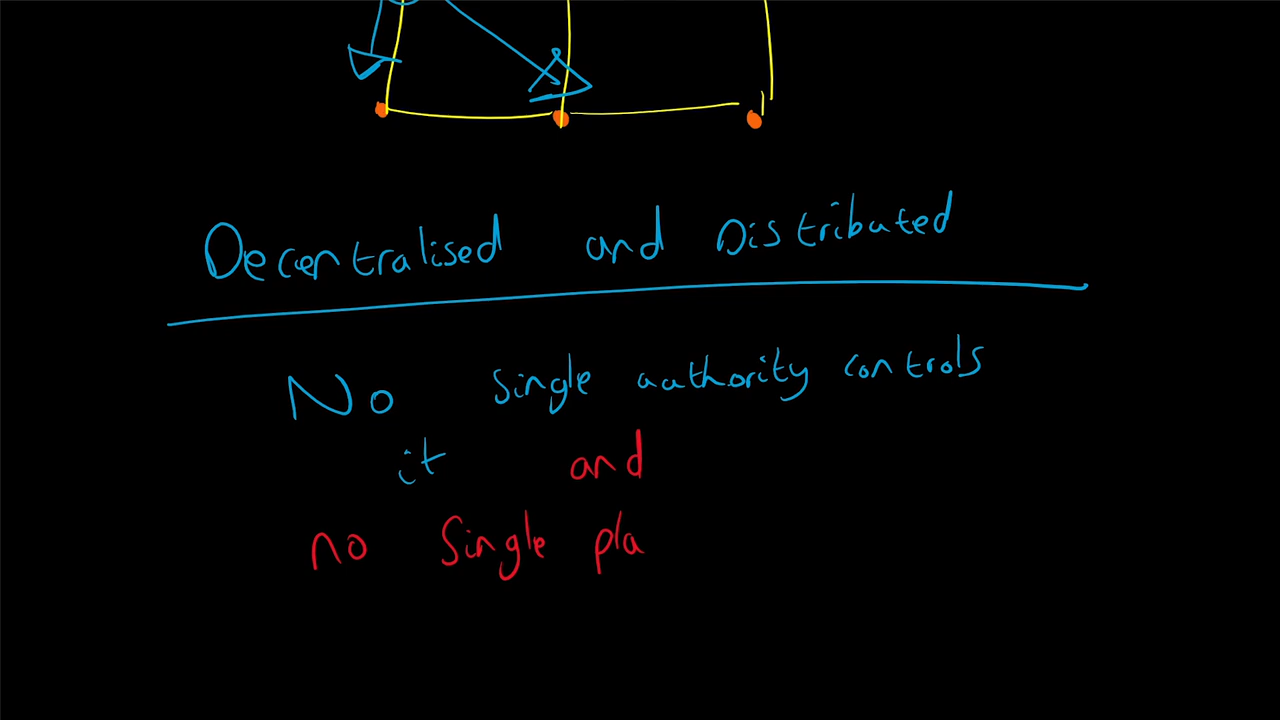 Decentralised and Distributed
No single authority controls
it and
no single pla